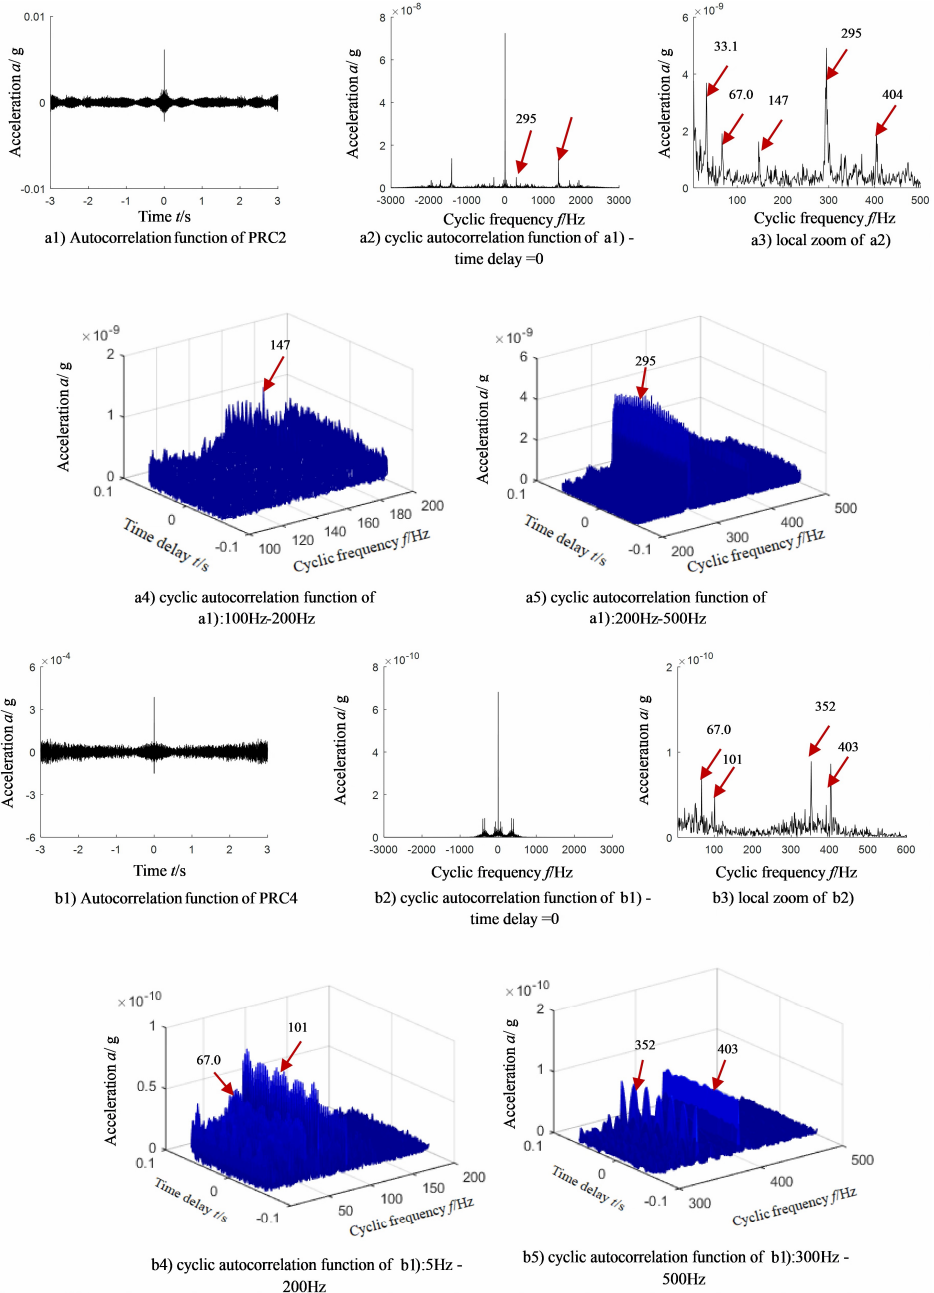 0.01
0
-0.01
Acceleration a/ g
-3 -2 -1 0 1 2 3
Time t/s
a1) Autocorrelation function of PRC2
×10^-8
8
6
4
2
0
Acceleration a/ g
295
-3000 -2000 -1000 0 1000 2000 3000
Cyclic frequency f/Hz
a2) cyclic autocorrelation function of a1) -
time delay =0
×10^-9
6
4
2
0
Acceleration a/ g
33.1
67.0
147
295
404
100 200 300 400 500
Cyclic frequency f/Hz
a3) local zoom of a2)
×10^-9
2
1
0
Acceleration a/ g
147
0.1
0
-0.1
Time delay t/s
100 120 140 160 180 200
Cyclic frequency f/Hz
a4) cyclic autocorrelation function of
a1):100Hz-200Hz
×10^-9
6
4
2
0
Acceleration a/ g
295
0.1
0
-0.1
Time delay t/s
200 300 400 500
Cyclic frequency f/Hz
a5) cyclic autocorrelation function of
a1):200Hz-500Hz
×10^-4
6
3
0
-3
-6
Acceleration a/ g
-3 -2 -1 0 1 2 3
Time t/s
b1) Autocorrelation function of PRC4
×10^-10
8
6
4
2
0
Acceleration a/ g
-3000 -2000 -1000 0 1000 2000 3000
Cyclic frequency f/Hz
b2) cyclic autocorrelation function of b1) -
time delay =0
×10^-10
2
1
0
Acceleration a/ g
67.0
101
352
403
100 200 300 400 500 600
Cyclic frequency f/Hz
b3) local zoom of b2)
×10^-10
1
0.5
0
Acceleration a/ g
67.0
101
0.1
0
-0.1
Time delay t/s
50 100 150 200
Cyclic frequency f/Hz
b4) cyclic autocorrelation function of b1):5Hz -
200Hz
×10^-10
2
1
0
Acceleration a/ g
352
403
0.1
0
-0.1
Time delay t/s
300 400 500
Cyclic frequency f/Hz
b5) cyclic autocorrelation function of b1):300Hz -
500Hz